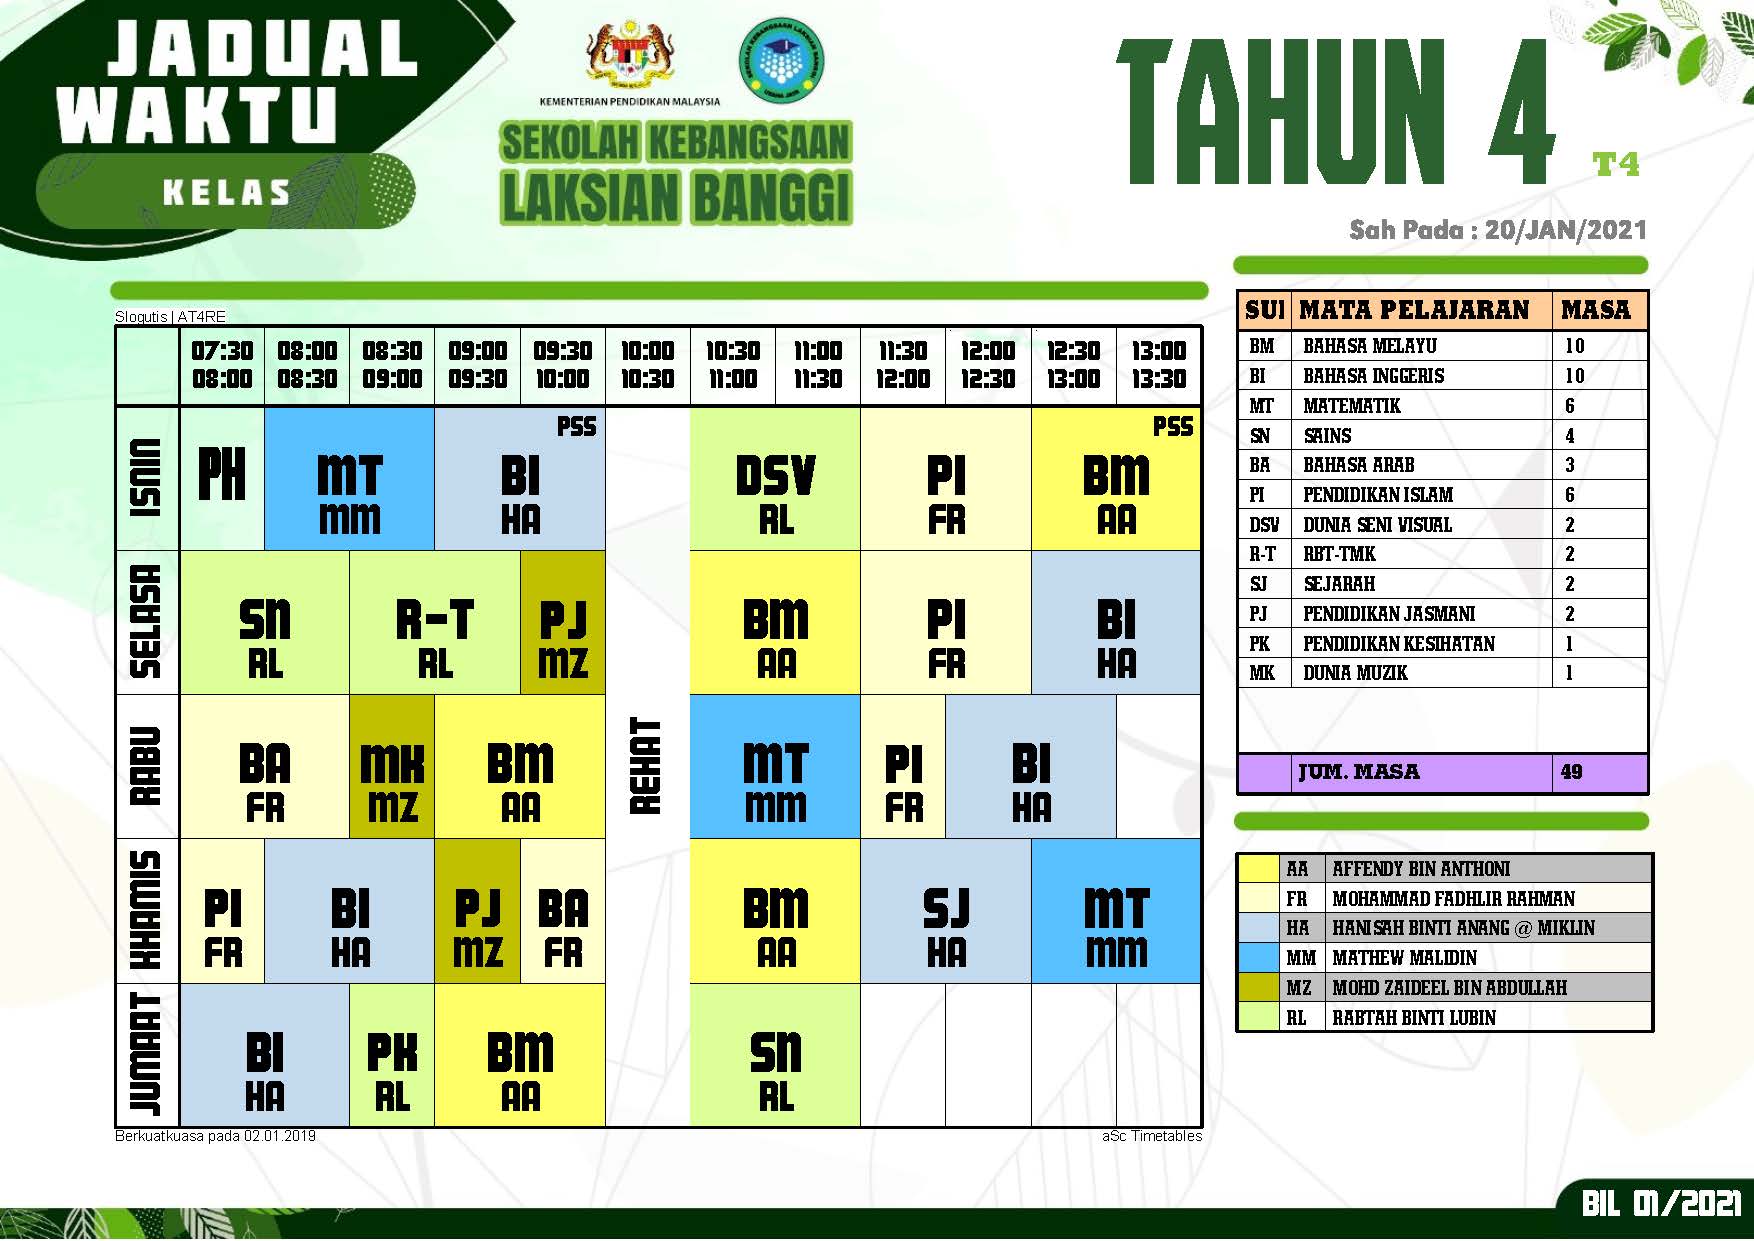 JADUAL
WAKTU
KELAS
KEMENTERIAN PENDIDIKAN MALAYSIA
SEKOLAH KEBANGSAAN
LAKSIAN BANGGI
TAHUN 4
T4
Sah Pada : 20/JAN/2021
Slogutis | AT4RE
07:30 08:00 08:30 09:00 09:30 10:00 10:30 11:00 11:30 12:00 12:30 13:00
08:00 08:30 09:00 09:30 10:00 10:30 11:00 11:30 12:00 12:30 13:00 13:30
PSS PSS
ISNIN PH MT BI DSV PI BM
MM HA RL FR AA
SELASA SN R-T PJ BM PI BI
RL RL MZ AA FR HA
REHAT
RABU BA MK BM MT PI BI
FR MZ AA MM FR HA
KHAMIS PI BI PJ BA BM SJ MT
FR HA MZ FR AA HA MM
JUMAAT BI PK BM SN
HA RL AA RL
Berkuatkuasa pada 02.01.2019
aSc Timetables
SUI MATA PELAJARAN MASA
BM BAHASA MELAYU 10
BI BAHASA INGGERIS 10
MT MATEMATIK 6
SN SAINS 4
BA BAHASA ARAB 3
PI PENDIDIKAN ISLAM 6
DSV DUNIA SENI VISUAL 2
R-T RBT-TMK 2
SJ SEJARAH 2
PJ PENDIDIKAN JASMANI 2
PK PENDIDIKAN KESIHATAN 1
MK DUNIA MUZIK 1
JUM. MASA 49
AA AFFENDY BIN ANTHONI
FR MOHAMMAD FADHLIR RAHMAN
HA HANISAH BINTI ANANG @ MIKLIN
MM MATHEW MALIDIN
MZ MOHD ZAIDEEL BIN ABDULLAH
RL RABTAH BINTI LUBIN
BIL 01/2021